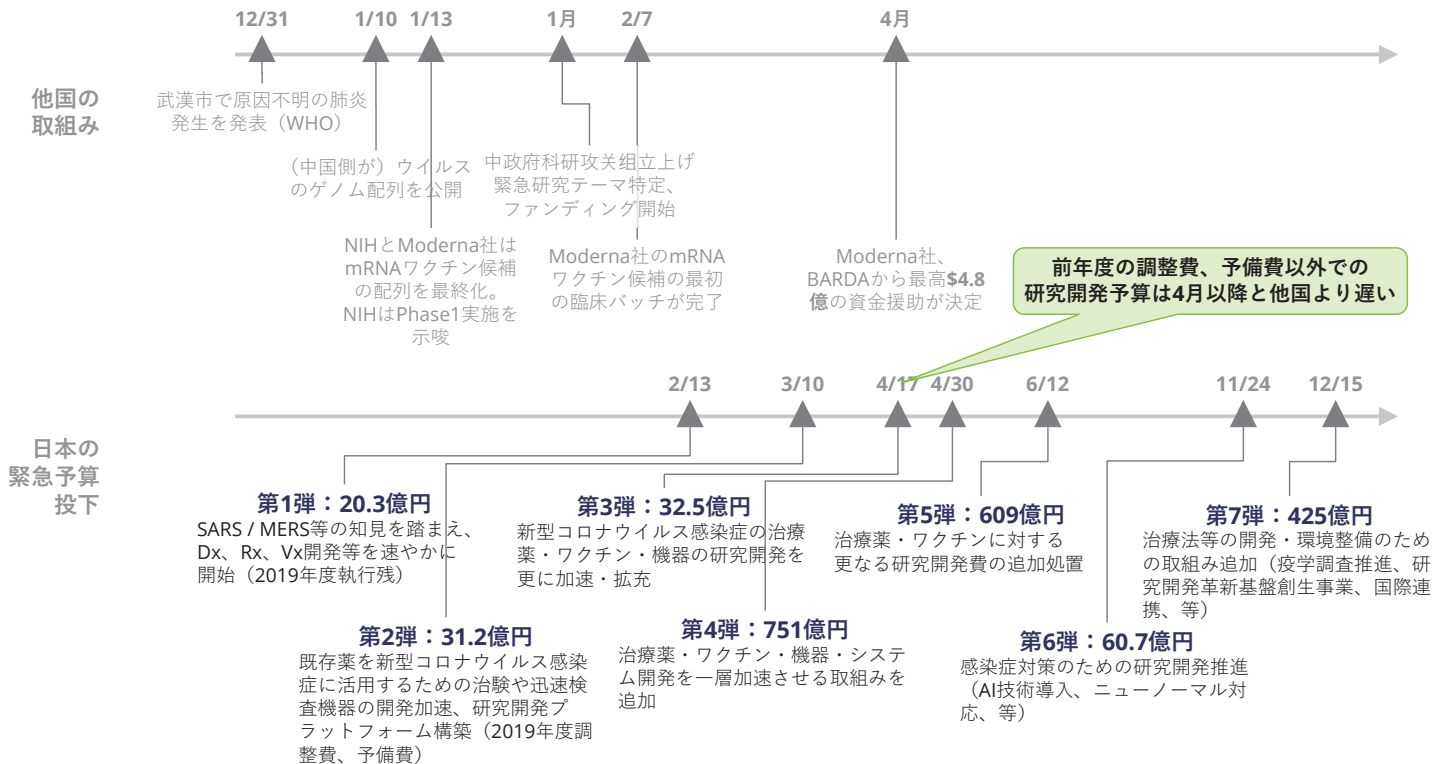 12/31
1/10
1/13
1月
2/7
4月
他国の
取組み
武漢市で原因不明の肺炎
発生を発表（WHO）
（中国側が）ウイルス
のゲノム配列を公開
NIHとModerna社は
mRNAワクチン候補
の配列を最終化。
NIHはPhase1実施を
示唆
中政府科研攻关组立上げ
緊急研究テーマ特定、
ファンディング開始
Moderna社のmRNA
ワクチン候補の最初
の臨床バッチが完了
Moderna社、
BARDAから最高$4.8
億の資金援助が決定
前年度の調整費、予備費以外での
研究開発予算は4月以降と他国より遅い
2/13
3/10
4/17
4/30
6/12
11/24
12/15
日本の
緊急予算
投下
第1弾：20.3億円
SARS / MERS等の知見を踏まえ、
Dx、Rx、Vx開発等を速やかに
開始（2019年度執行残）
第2弾：31.2億円
既存薬を新型コロナウイルス感染
症に活用するための治験や迅速検
査機器の開発加速、研究開発プ
ラットフォーム構築（2019年度調
整費、予備費）
第3弾：32.5億円
新型コロナウイルス感染症の治療
薬・ワクチン・機器の研究開発を
更に加速・拡充
第4弾：751億円
治療薬・ワクチン・機器・システ
ム開発を一層加速させる取組みを
追加
第5弾：609億円
治療薬・ワクチンに対する
更なる研究開発費の追加処置
第6弾：60.7億円
感染症対策のための研究開発推進
（AI技術導入、ニューノーマル対
応、等）
第7弾：425億円
治療法等の開発・環境整備のため
の取組み追加（疫学調査推進、研
究開発革新基盤創生事業、国際連
携、等）